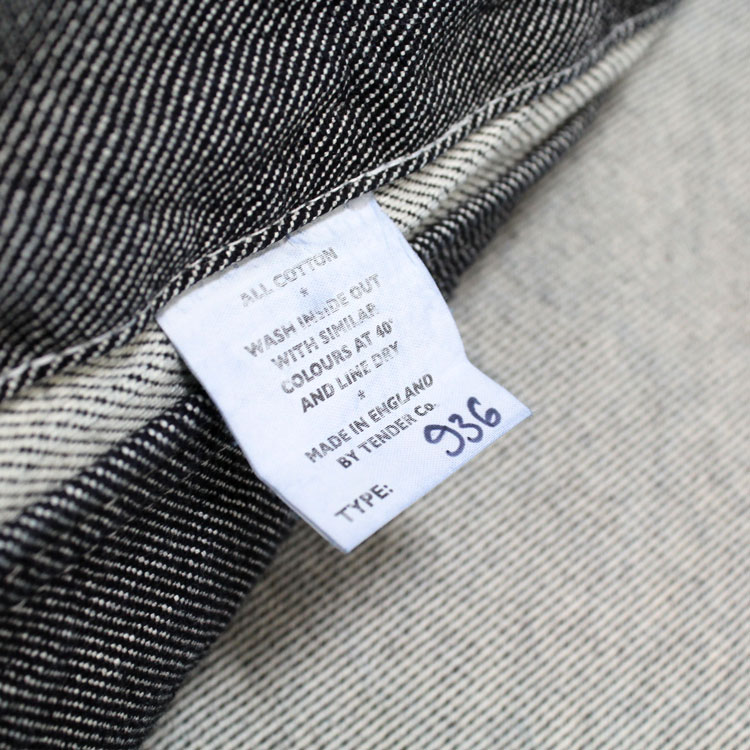 ALL COTTON
*
WASH INSIDE OUT
WITH SIMILAR
COLOURS AT 40°
AND LINE DRY
*
MADE IN ENGLAND
BY TENDER Co.
TYPE: 936